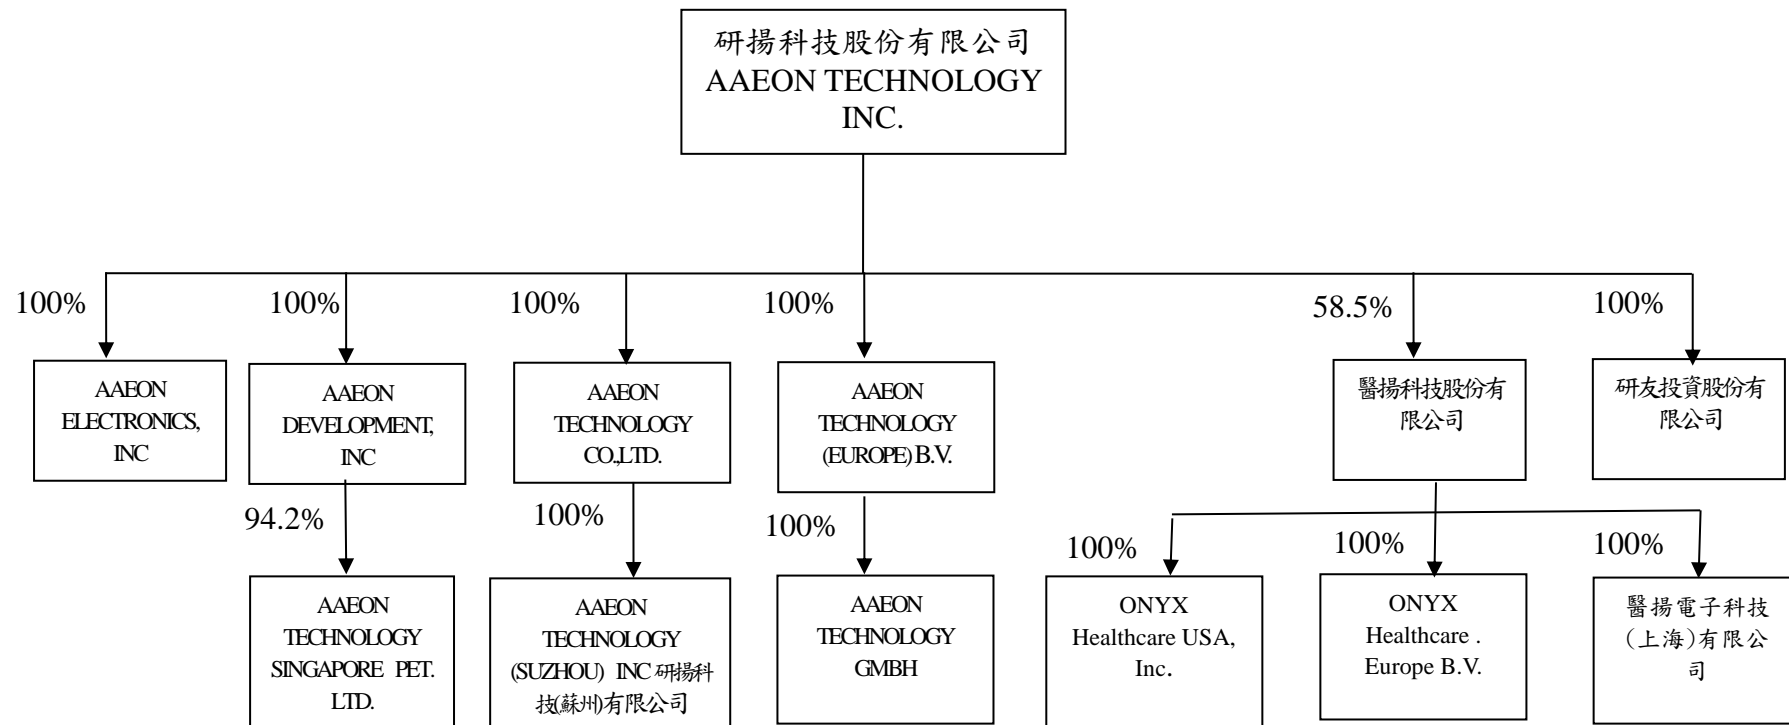 研揚科技股份有限公司
AAEON TECHNOLOGY
INC.
100%
100%
100%
100%
58.5%
100%
AAEON
ELECTRONICS,
INC
AAEON
DEVELOPMENT,
INC
AAEON
TECHNOLOGY
CO.,LTD.
AAEON
TECHNOLOGY
(EUROPE) B.V.
醫揚科技股份有
限公司
研友投資股份有
限公司
94.2%
100%
100%
100%
100%
100%
AAEON
TECHNOLOGY
SINGAPORE PET.
LTD.
AAEON
TECHNOLOGY
(SUZHOU) INC 研揚科
技(蘇州)有限公司
AAEON
TECHNOLOGY
GMBH
ONYX
Healthcare USA,
Inc.
ONYX
Healthcare .
Europe B.V.
醫揚電子科技
(上海)有限公
司